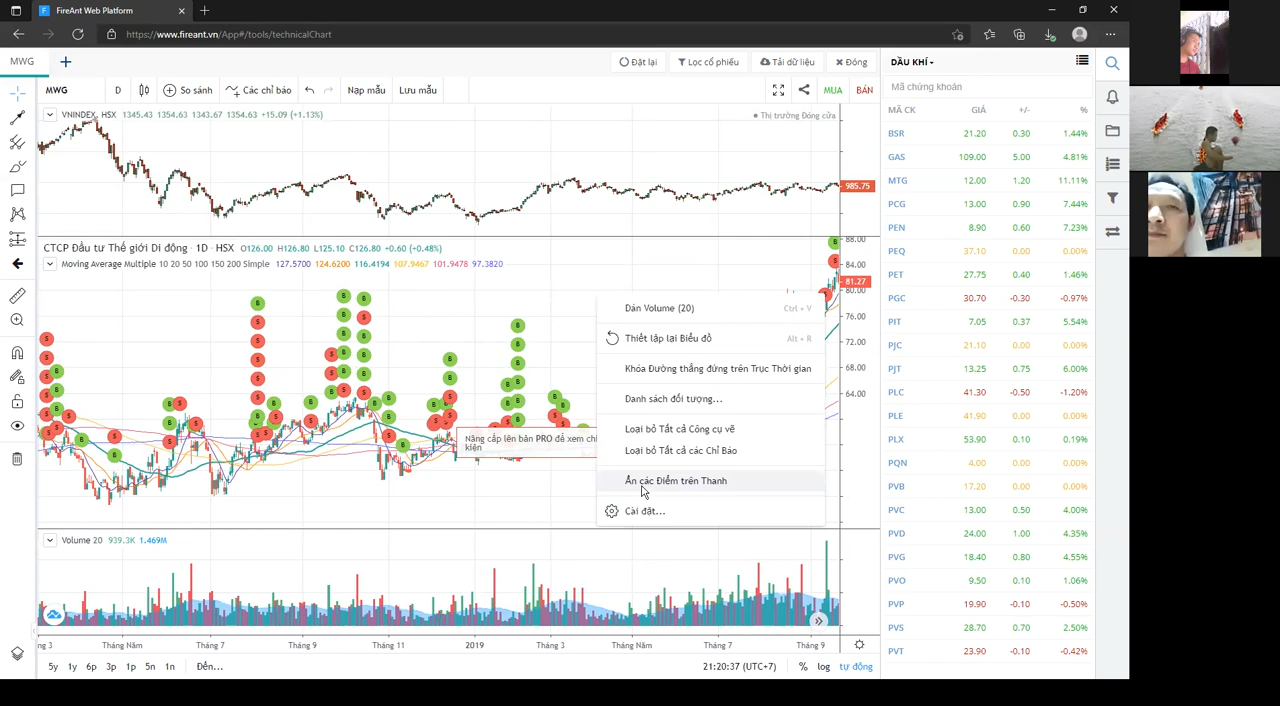 FireAnt Web Platform
https://www.fireant.vn/App#/tools/technicalChart
MWG
Đặt lại
Lọc cổ phiếu
Tải dữ liệu
Đóng
MWG
D
So sánh
Các chỉ báo
Nạp mẫu
Lưu mẫu
MUA
BÁN
VNINDEX, HSX 1345.43 1354.63 1343.67 1354.63 +15.09 (+1.13%)
Thị trường Đóng cửa
985.75
CTCP Đầu tư Thế giới Di động · 1D · HSX O126.00 H126.80 L125.10 C126.80 +0.60 (+0.48%)
Moving Average Multiple 10 20 50 100 150 200 Simple 127.5700 124.6200 116.4194 107.9467 101.9478 97.3820
88.00
84.00
81.27
80.00
76.00
72.00
68.00
64.00
Dán Volume (20) Ctrl + V
Thiết lập lại Biểu đồ Alt + R
Khóa Đường thẳng đứng trên Trục Thời gian
Danh sách đối tượng...
Loại bỏ Tất cả Công cụ vẽ
Loại bỏ Tất cả các Chỉ Báo
Ẩn các Điểm trên Thanh
Cài đặt...
Nâng cấp lên bản PRO để xem chi
kiện
Volume 20 939.3K 1.469M
Tháng Năm
Tháng 7
Tháng 9
Tháng 11
2019
Tháng 3
Tháng Năm
Tháng 7
Tháng 9
5y 1y 6p 3p 1p 5n 1n Đến...
21:20:37 (UTC+7)
% log tự động
DẦU KHÍ
Mã chứng khoán
MÃ CK GIÁ +/- %
BSR 21.20 0.30 1.44%
GAS 109.00 5.00 4.81%
MTG 12.00 1.20 11.11%
PCG 13.00 0.90 7.44%
PEN 8.90 0.60 7.23%
PEQ 37.10 0.00 0.00%
PET 27.75 0.40 1.46%
PGC 30.70 -0.30 -0.97%
PIT 7.05 0.37 5.54%
PJC 21.10 0.00 0.00%
PJT 13.25 0.75 6.00%
PLC 41.30 -0.50 -1.20%
PLE 41.90 0.00 0.00%
PLX 53.90 0.10 0.19%
PQN 4.00 0.00 0.00%
PVB 17.20 0.00 0.00%
PVC 13.00 0.50 4.00%
PVD 24.00 1.00 4.35%
PVG 18.40 0.80 4.55%
PVO 9.50 0.10 1.06%
PVP 19.90 -0.10 -0.50%
PVS 28.70 0.70 2.50%
PVT 23.90 -0.10 -0.42%